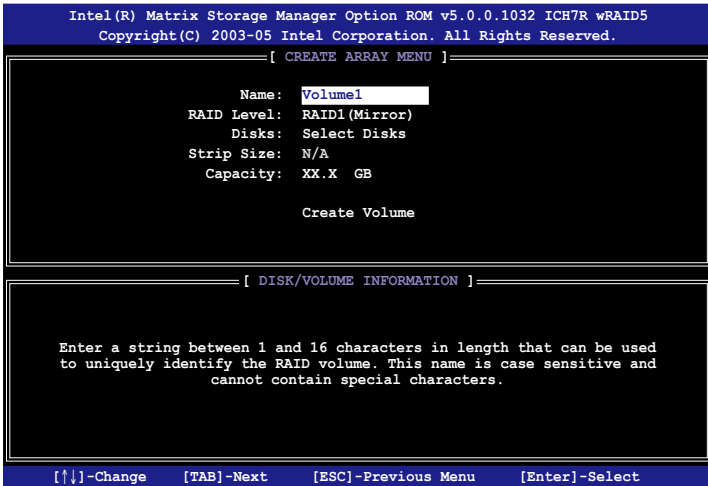 Intel(R) Matrix Storage Manager Option ROM v5.0.0.1032 ICH7R wRAID5
Copyright(C) 2003-05 Intel Corporation. All Rights Reserved.
[ CREATE ARRAY MENU ]
Name: Volume1
RAID Level: RAID1(Mirror)
Disks: Select Disks
Strip Size: N/A
Capacity: XX.X GB
Create Volume
[ DISK/VOLUME INFORMATION ]
Enter a string between 1 and 16 characters in length that can be used
to uniquely identify the RAID volume. This name is case sensitive and
cannot contain special characters.
[↑↓]-Change [TAB]-Next [ESC]-Previous Menu [Enter]-Select